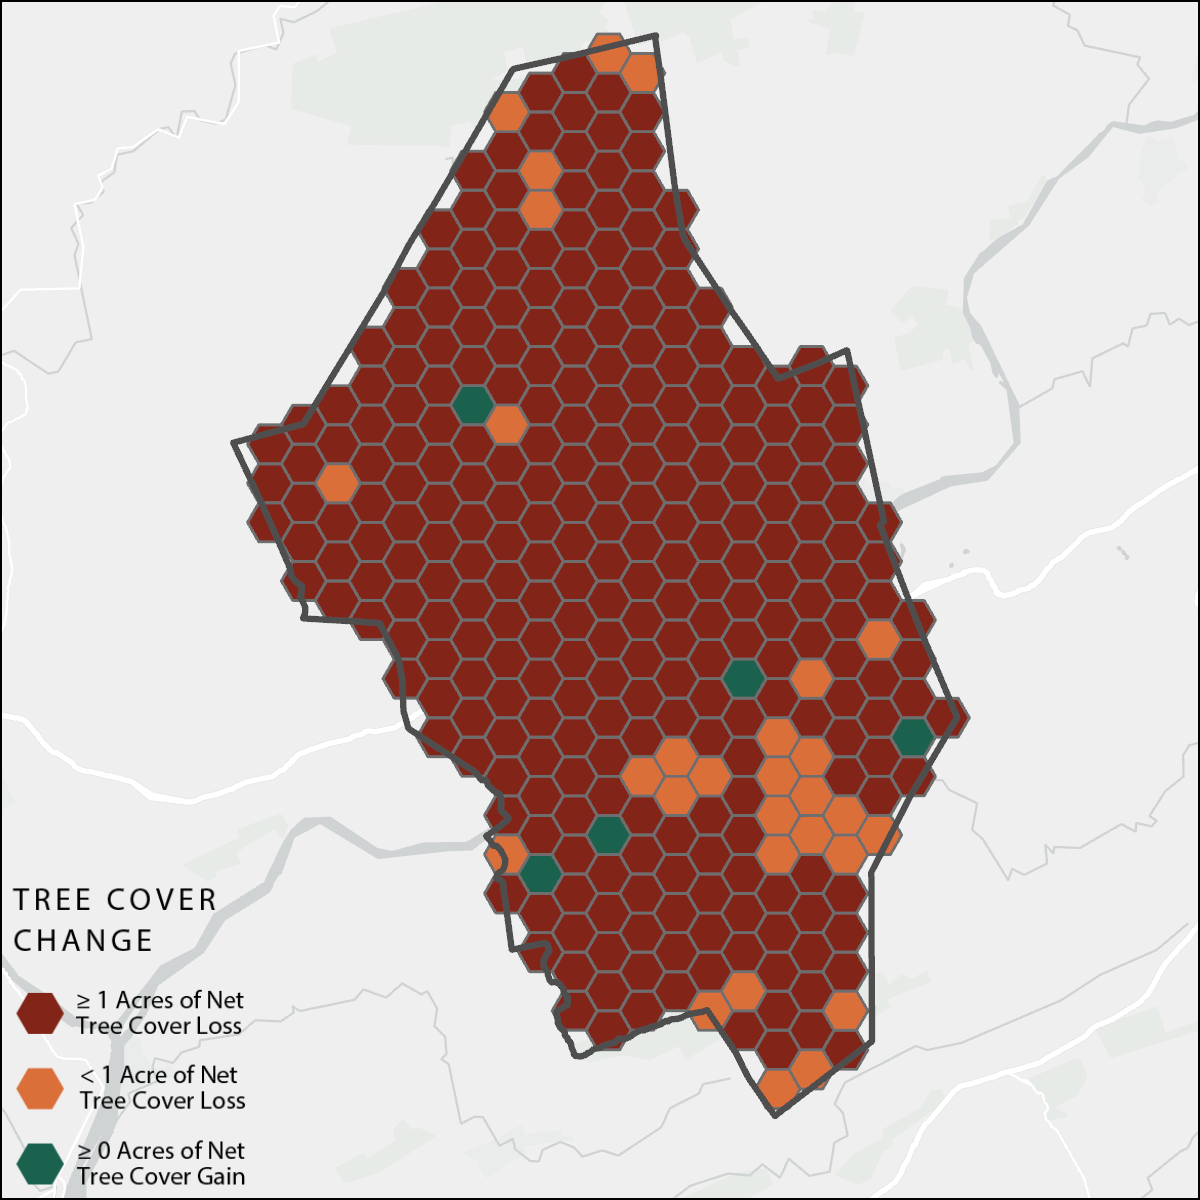 TREE COVER
CHANGE
≥ 1 Acres of Net
Tree Cover Loss
< 1 Acre of Net
Tree Cover Loss
≥ 0 Acres of Net
Tree Cover Gain